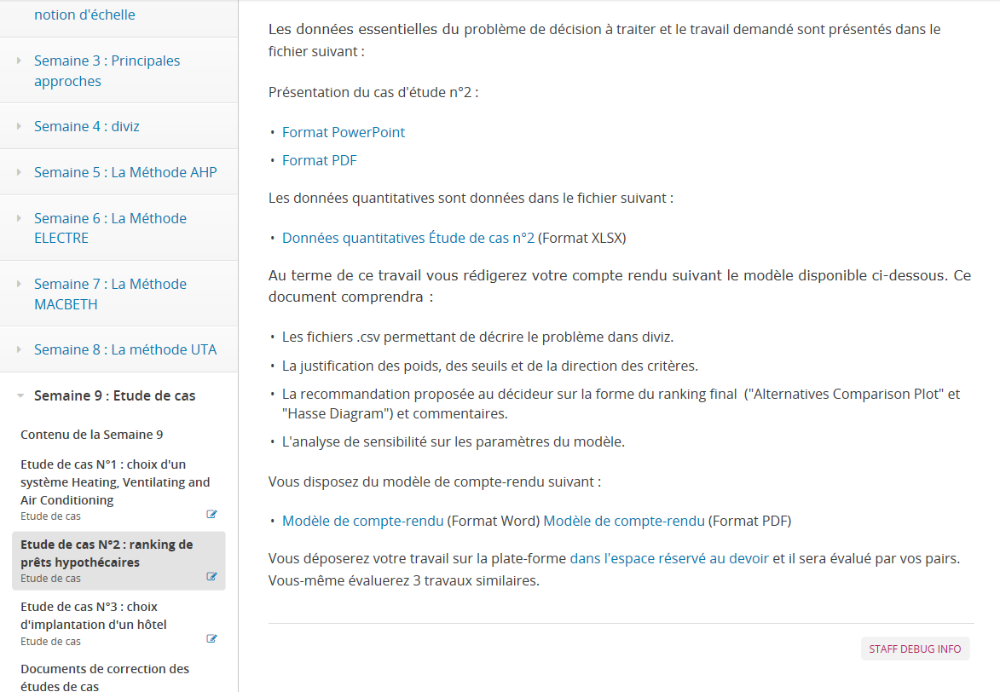 notion d'échelle
Semaine 3 : Principales
approches
Semaine 4 : diviz
Semaine 5 : La Méthode AHP
Semaine 6 : La Méthode
ELECTRE
Semaine 7 : La Méthode
MACBETH
Semaine 8 : La méthode UTA
Semaine 9 : Etude de cas
Contenu de la Semaine 9
Etude de cas N°1 : choix d'un
système Heating, Ventilating and
Air Conditioning
Etude de cas
Etude de cas N°2 : ranking de
prêts hypothécaires
Etude de cas
Etude de cas N°3 : choix
d'implantation d'un hôtel
Etude de cas
Documents de correction des
études de cas
Les données essentielles du problème de décision à traiter et le travail demandé sont présentés dans le
fichier suivant :
Présentation du cas d'étude n°2 :
• Format PowerPoint
• Format PDF
Les données quantitatives sont données dans le fichier suivant :
• Données quantitatives Étude de cas n°2 (Format XLSX)
Au terme de ce travail vous rédigerez votre compte rendu suivant le modèle disponible ci-dessous. Ce
document comprendra :
• Les fichiers .csv permettant de décrire le problème dans diviz.
• La justification des poids, des seuils et de la direction des critères.
• La recommandation proposée au décideur sur la forme du ranking final ("Alternatives Comparison Plot" et
"Hasse Diagram") et commentaires.
• L'analyse de sensibilité sur les paramètres du modèle.
Vous disposez du modèle de compte-rendu suivant :
• Modèle de compte-rendu (Format Word) Modèle de compte-rendu (Format PDF)
Vous déposerez votre travail sur la plate-forme dans l'espace réservé au devoir et il sera évalué par vos pairs.
Vous-même évaluerez 3 travaux similaires.
STAFF DEBUG INFO